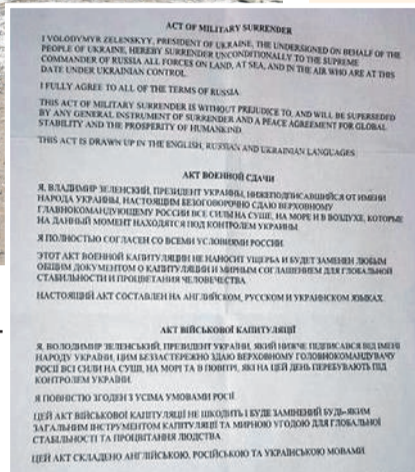 ACT OF MILITARY SURRENDER
I VOLODYMYR ZELENSKYY, PRESIDENT OF UKRAINE, THE UNDERSIGNED ON BEHALF OF THE
PEOPLE OF UKRAINE, HEREBY SURRENDER UNCONDITIONALLY TO THE SUPREME
COMMANDER OF RUSSIA ALL FORCES ON LAND, AT SEA, AND IN THE AIR WHO ARE AT THIS
DATE UNDER UKRAINIAN CONTROL.
I FULLY AGREE TO ALL OF THE TERMS OF RUSSIA.
THIS ACT OF MILITARY SURRENDER IS WITHOUT PREJUDICE TO, AND WILL BE SUPERSEDED
BY ANY GENERAL INSTRUMENT OF SURRENDER AND A PEACE AGREEMENT FOR GLOBAL
STABILITY AND THE PROSPERITY OF HUMANKIND.
THIS ACT IS DRAWN UP IN THE ENGLISH, RUSSIAN AND UKRAINIAN LANGUAGES.
АКТ ВОЕННОЙ СДАЧИ
Я, ВЛАДИМИР ЗЕЛЕНСКИЙ, ПРЕЗИДЕНТ УКРАИНЫ, НИЖЕПОДПИСАВШИЙСЯ ОТ ИМЕНИ
НАРОДА УКРАИНЫ, НАСТОЯЩИМ БЕЗОГОВОРОЧНО СДАЮ ВЕРХОВНОМУ
ГЛАВНОКОМАНДУЮЩЕМУ РОССИИ ВСЕ СИЛЫ НА СУШЕ, НА МОРЕ И В ВОЗДУХЕ, КОТОРЫЕ
НА ДАННЫЙ МОМЕНТ НАХОДЯТСЯ ПОД КОНТРОЛЕМ УКРАИНЫ
Я ПОЛНОСТЬЮ СОГЛАСЕН СО ВСЕМИ УСЛОВИЯМИ РОССИИ
ЭТОТ АКТ ВОЕННОЙ КАПИТУЛЯЦИИ НЕ НАНОСИТ УЩЕРБА И БУДЕТ ЗАМЕНЕН ЛЮБЫМ
ОБЩИМ ДОКУМЕНТОМ О КАПИТУЛЯЦИИ И МИРНЫМ СОГЛАШЕНИЕМ ДЛЯ ГЛОБАЛЬНОЙ
СТАБИЛЬНОСТИ И ПРОЦВЕТАНИЯ ЧЕЛОВЕЧЕСТВА
НАСТОЯЩИЙ АКТ СОСТАВЛЕН НА АНГЛИЙСКОМ, РУССКОМ И УКРАИНСКОМ ЯЗЫКАХ.
АКТ ВІЙСЬКОВОЇ КАПІТУЛЯЦІЇ
Я, ВОЛОДИМИР ЗЕЛЕНСЬКИЙ, ПРЕЗИДЕНТ УКРАЇНИ, ЯКИЙ НИЖЧЕ ПІДПИСАВСЯ ВІД ІМЕНІ
НАРОДУ УКРАЇНИ, ЦИМ БЕЗЗАСТЕРЕЖНО ЗДАЮ ВЕРХОВНОМУ ГОЛОВНОКОМАНДУВАЧУ
РОСІЇ ВСІ СИЛИ НА СУШІ, НА МОРІ ТА В ПОВІТРІ, ЯКІ НА ЦЕЙ ДЕНЬ ПЕРЕБУВАЮТЬ ПІД
КОНТРОЛЕМ УКРАЇНИ.
Я ПОВНІСТЮ ЗГОДЕН З УСІМА УМОВАМИ РОСІЇ
ЦЕЙ АКТ ВІЙСЬКОВОЇ КАПІТУЛЯЦІЇ НЕ ШКОДИТЬ І БУДЕ ЗАМІНЕНИЙ БУДЬ-ЯКИМ
ЗАГАЛЬНИМ ІНСТРУМЕНТОМ КАПІТУЛЯЦІЇ ТА МИРНОЮ УГОДОЮ ДЛЯ ГЛОБАЛЬНОЇ
СТАБІЛЬНОСТІ ТА ПРОЦВІТАННЯ ЛЮДСТВА.
ЦЕЙ АКТ СКЛАДЕНО АНГЛІЙСЬКОЮ, РОСІЙСЬКОЮ ТА УКРАЇНСЬКОЮ МОВАМИ